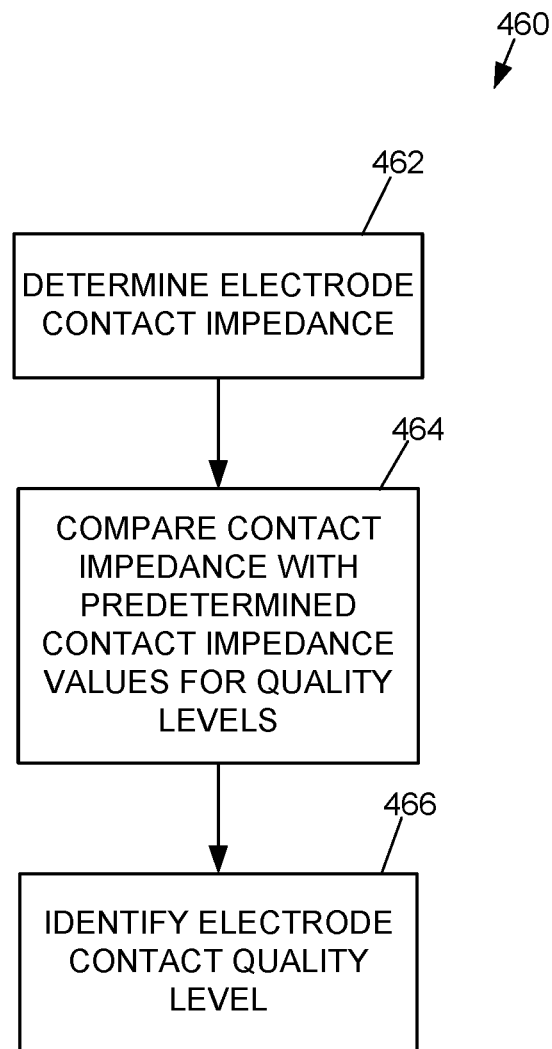 460
462
DETERMINE ELECTRODE
CONTACT IMPEDANCE
464
COMPARE CONTACT
IMPEDANCE WITH
PREDETERMINED
CONTACT IMPEDANCE
VALUES FOR QUALITY
LEVELS
466
IDENTIFY ELECTRODE
CONTACT QUALITY
LEVEL